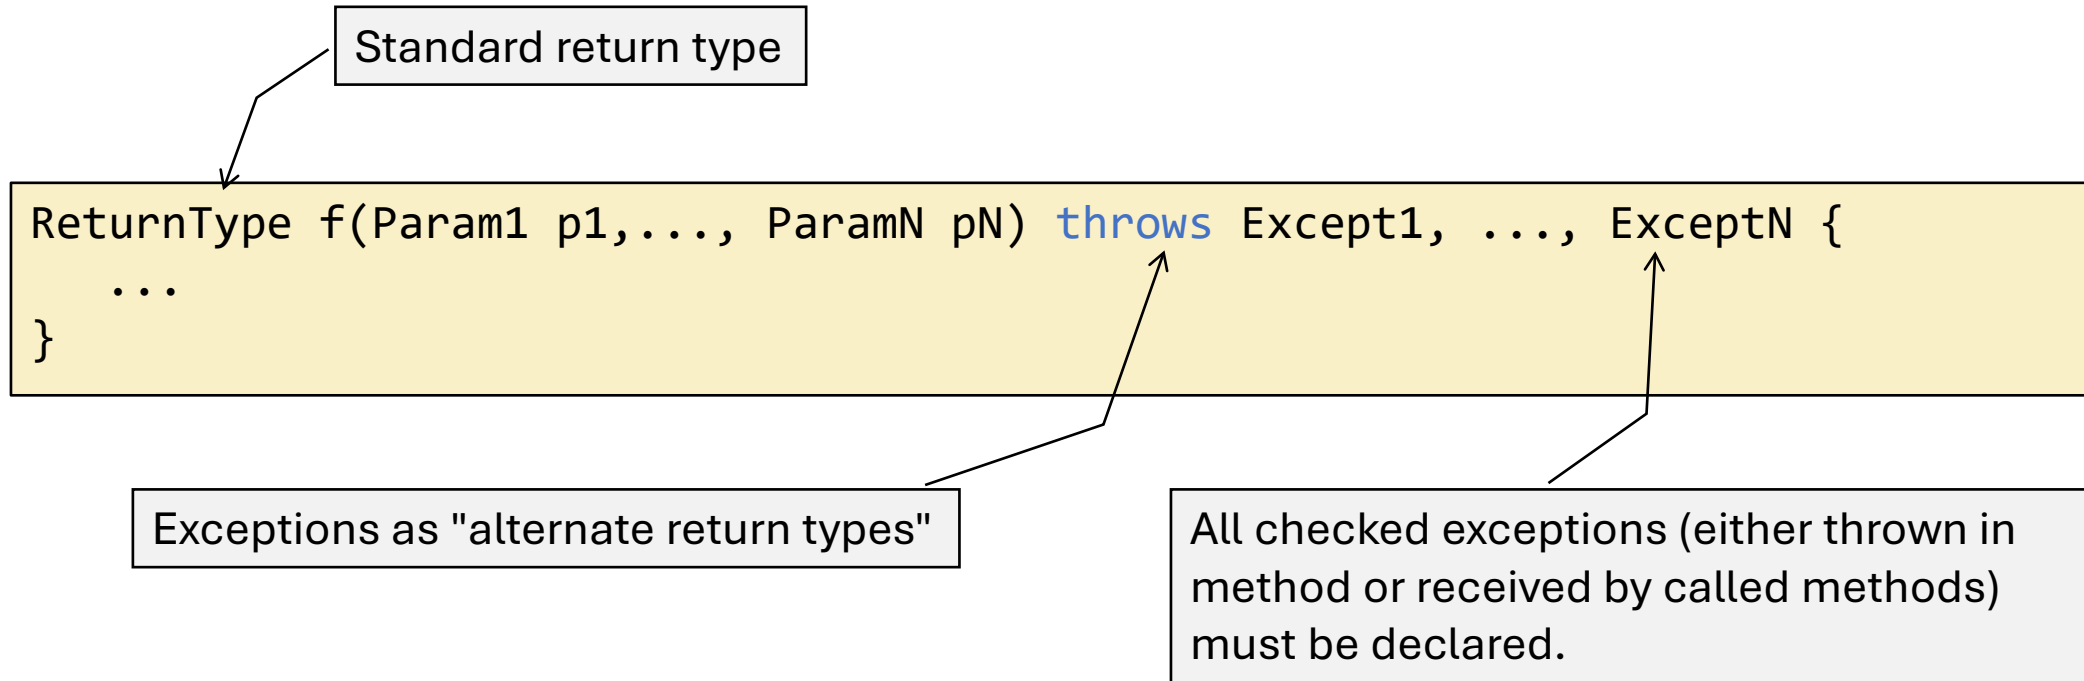 Standard return type
ReturnType f(Param1 p1,..., ParamN pN) throws Except1, ..., ExceptN {
...
}
Exceptions as "alternate return types"
All checked exceptions (either thrown in
method or received by called methods)
must be declared.